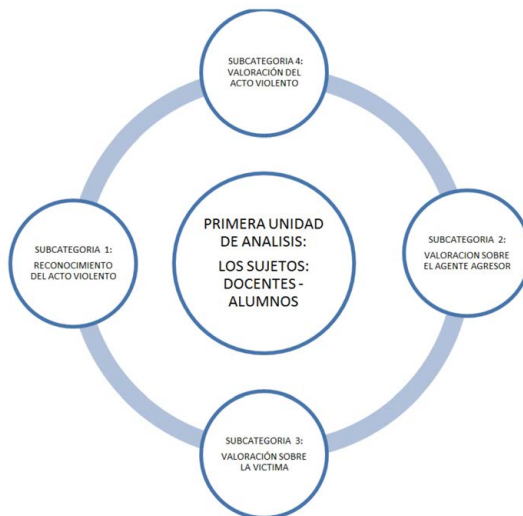 SUBCATEGORIA 4:
VALORACIÓN DEL
ACTO VIOLENTO
PRIMERA UNIDAD
DE ANALISIS:
LOS SUJETOS:
DOCENTES -
ALUMNOS
SUBCATEGORIA 1:
RECONOCIMIENTO
DEL ACTO VIOLENTO
SUBCATEGORIA 2:
VALORACION SOBRE
EL AGENTE AGRESOR
SUBCATEGORIA 3:
VALORACIÓN SOBRE
LA VICTIMA